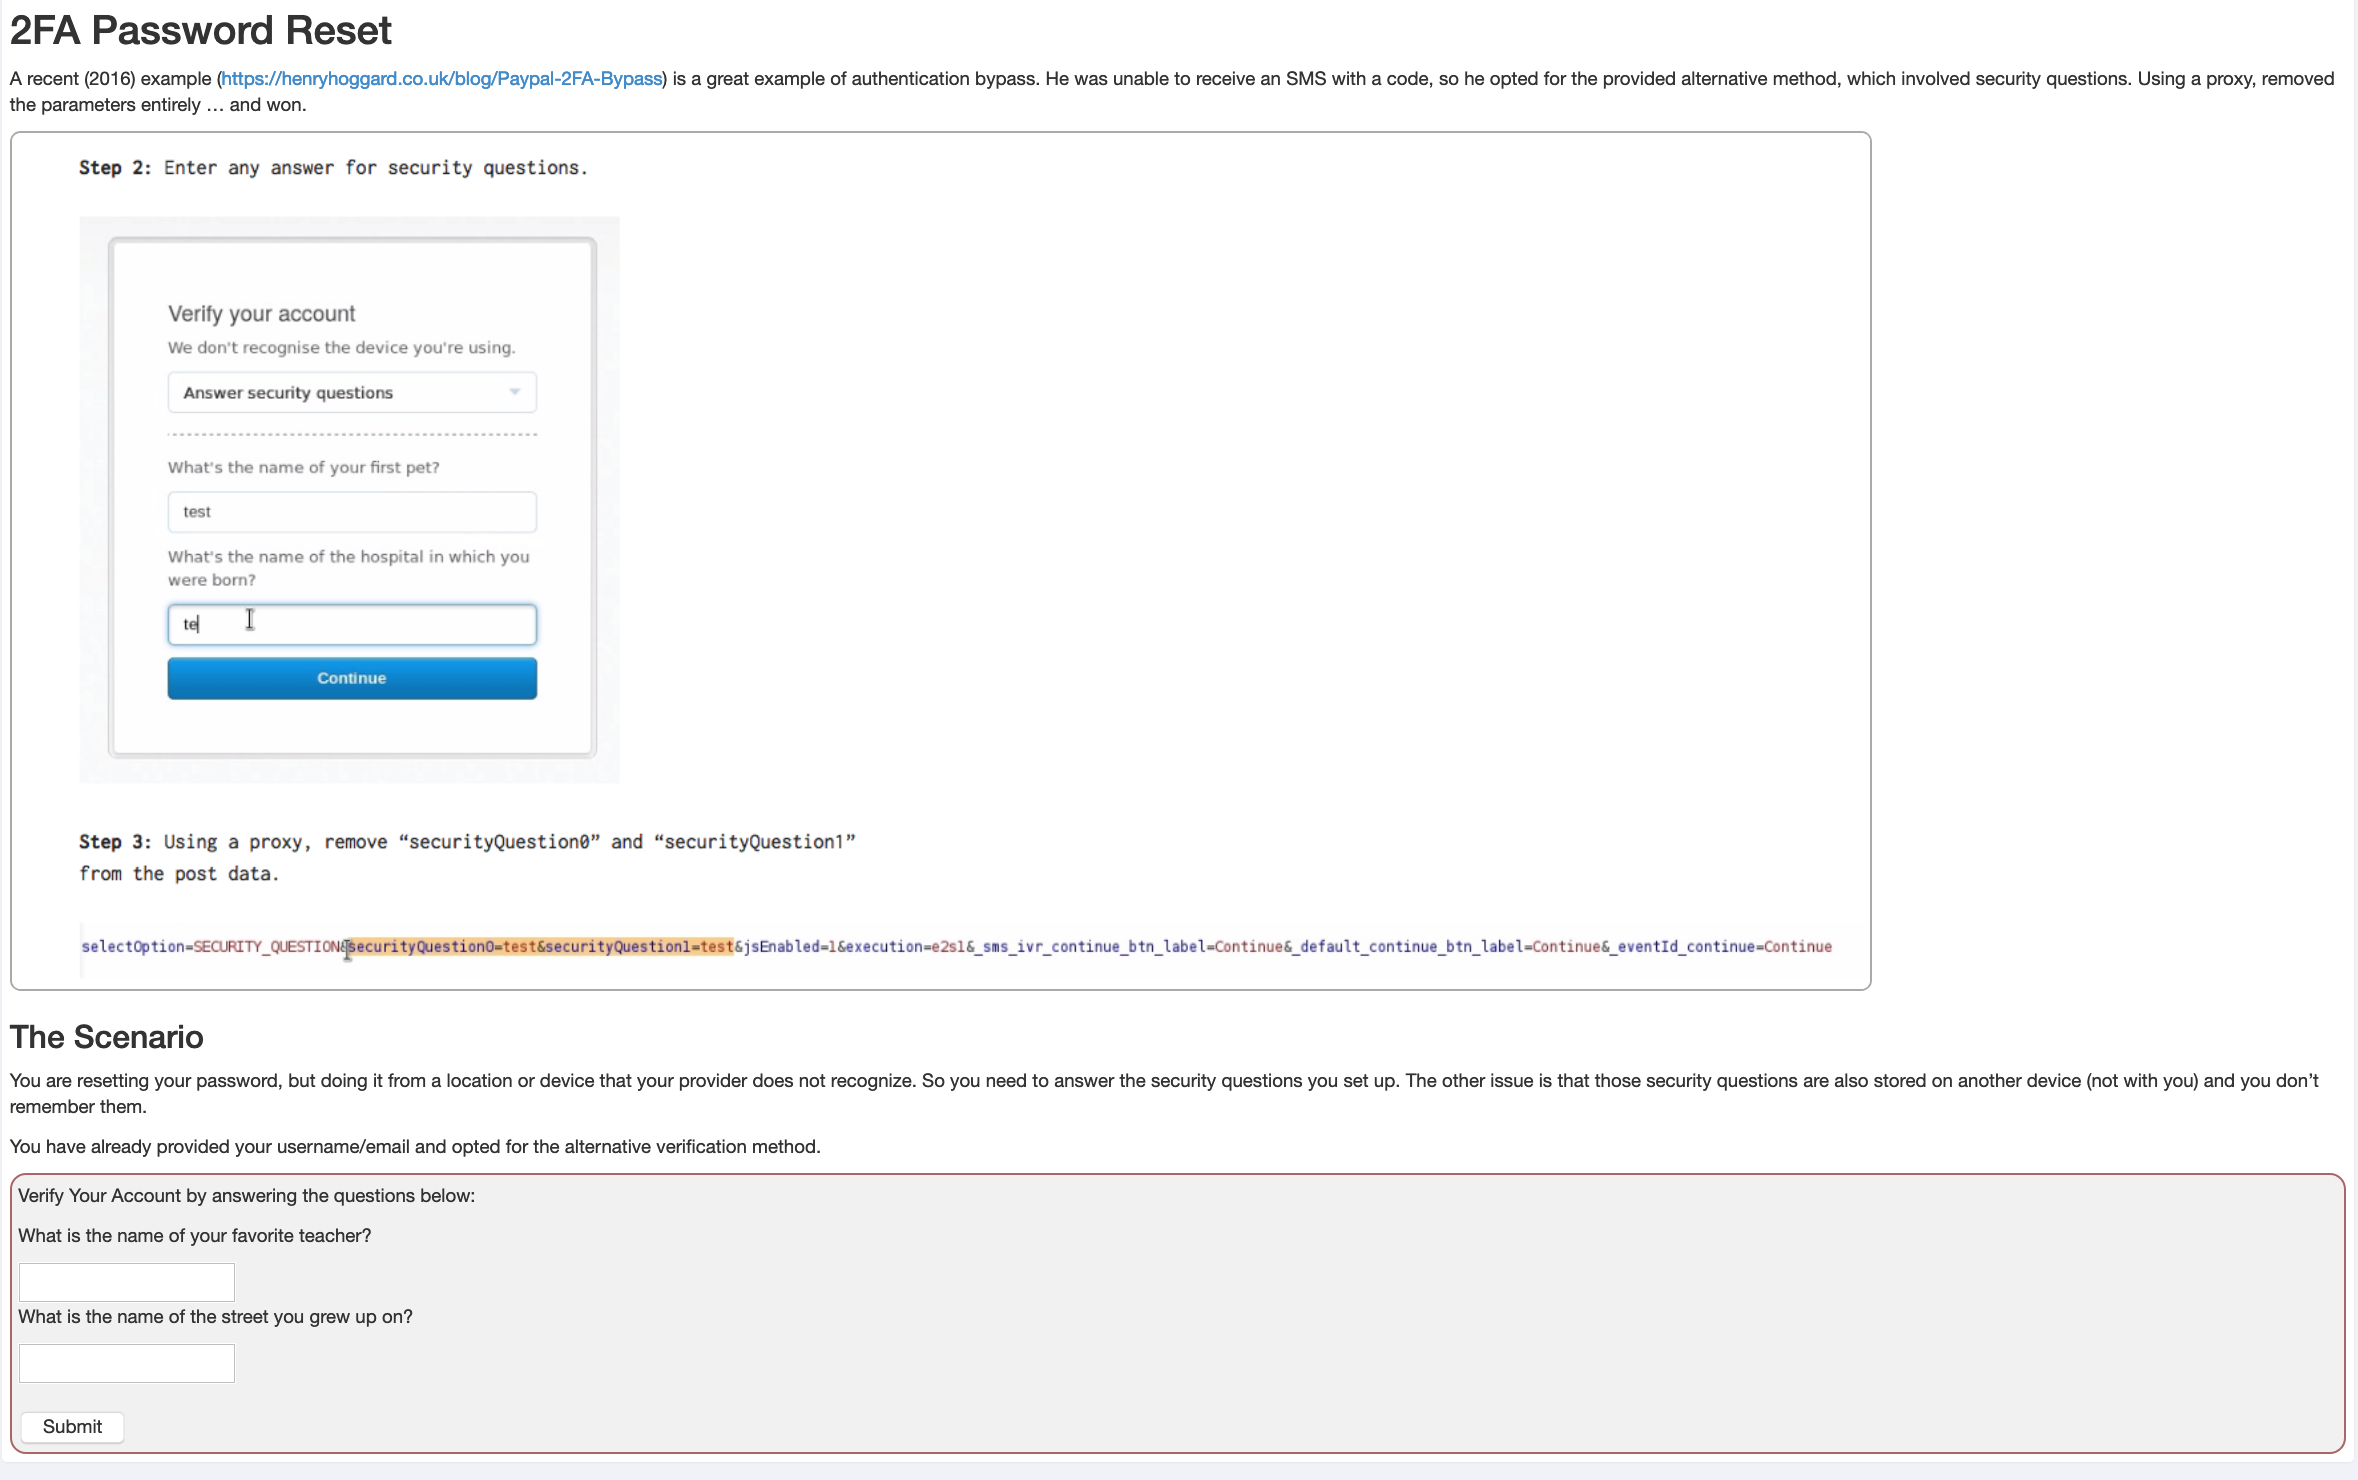 2FA Password Reset
A recent (2016) example (https://henryhoggard.co.uk/blog/Paypal-2FA-Bypass) is a great example of authentication bypass. He was unable to receive an SMS with a code, so he opted for the provided alternative method, which involved security questions. Using a proxy, removed
the parameters entirely … and won.
Step 2: Enter any answer for security questions.
Verify your account
We don't recognise the device you're using.
Answer security questions
What's the name of your first pet?
test
What's the name of the hospital in which you
were born?
te
Continue
Step 3: Using a proxy, remove “securityQuestion0” and “securityQuestion1”
from the post data.
selectOption=SECURITY_QUESTION&securityQuestion0=test&securityQuestion1=test&jsEnabled=1&execution=e2s1&_sms_ivr_continue_btn_label=Continue&_default_continue_btn_label=Continue&_eventId_continue=Continue
The Scenario
You are resetting your password, but doing it from a location or device that your provider does not recognize. So you need to answer the security questions you set up. The other issue is that those security questions are also stored on another device (not with you) and you don’t
remember them.
You have already provided your username/email and opted for the alternative verification method.
Verify Your Account by answering the questions below:
What is the name of your favorite teacher?
What is the name of the street you grew up on?
Submit